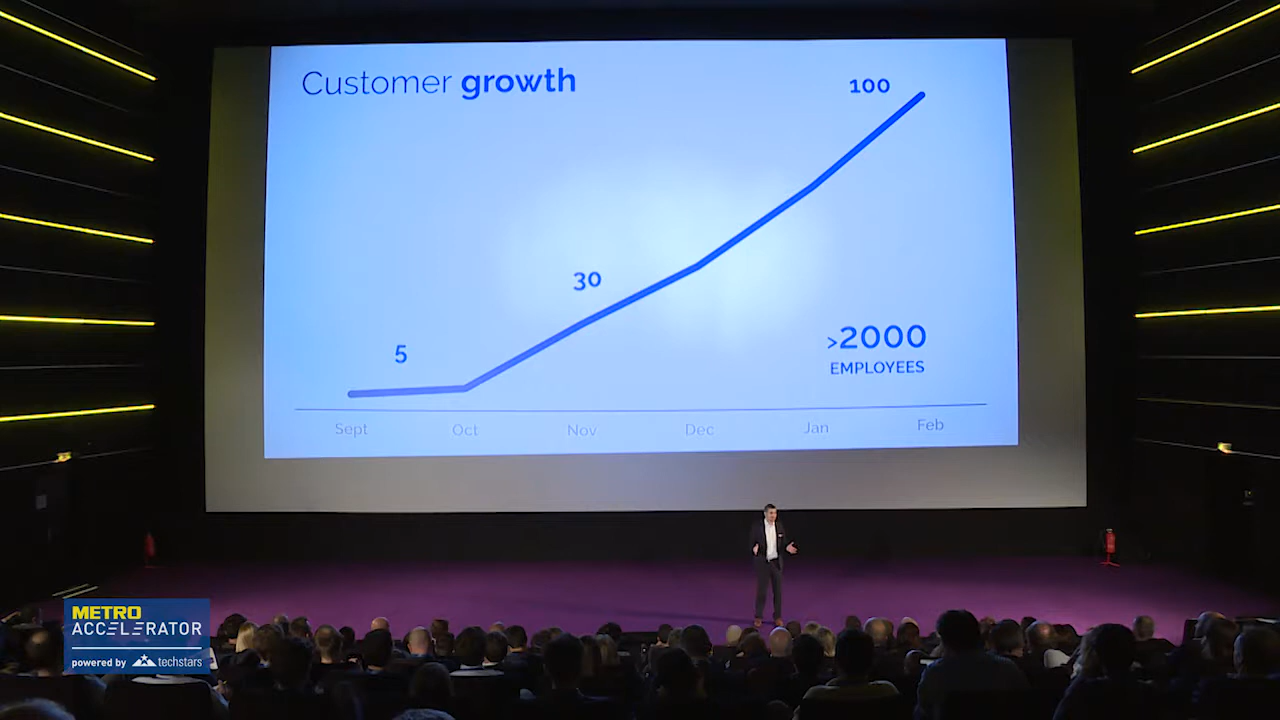 Customer growth
100
30
5
>2000
EMPLOYEES
Sept Oct Nov Dec Jan Feb
METRO
ACCELERATOR
powered by techstars